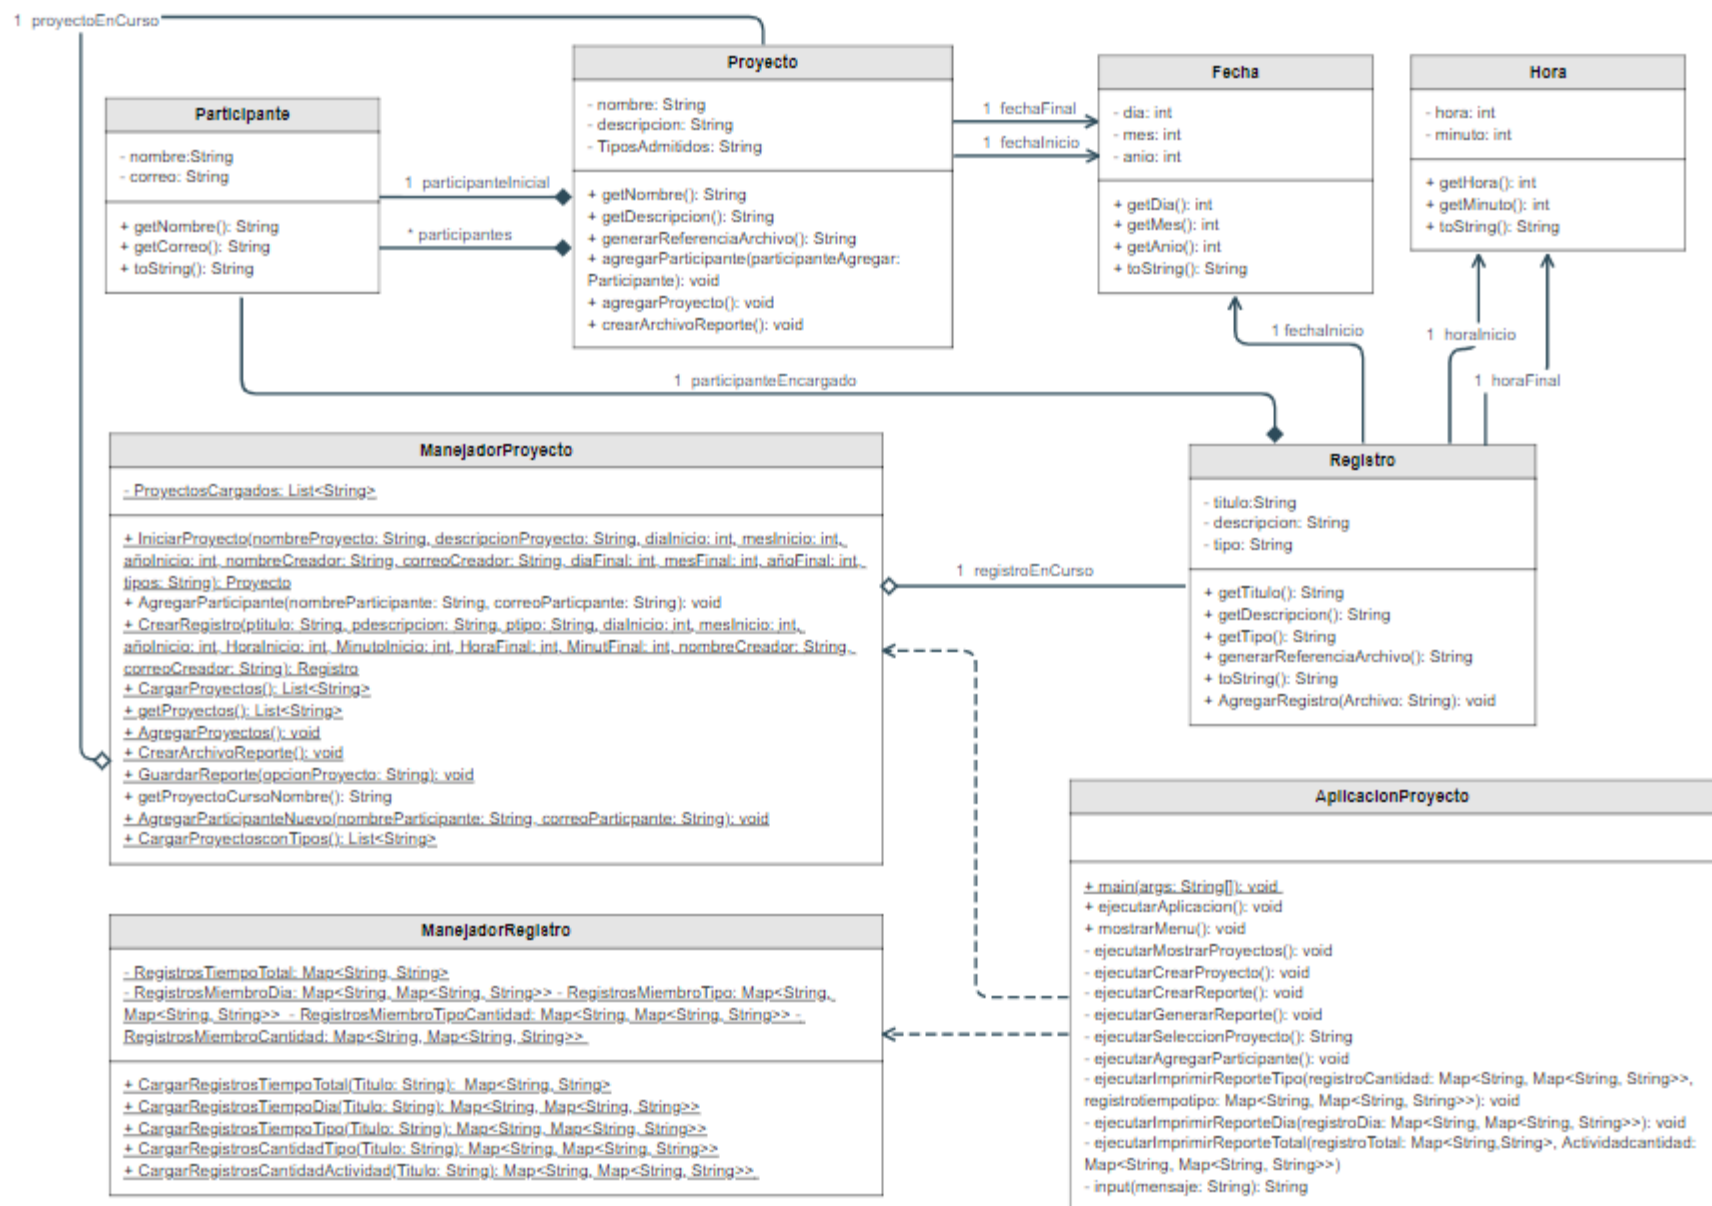 1 proyectoEnCurso
Participante
- nombre:String
- correo: String
+ getNombre(): String
+ getCorreo(): String
+ toString(): String
1 participanteInicial
* participantes
Proyecto
- nombre: String
- descripcion: String
- TiposAdmitidos: String
+ getNombre(): String
+ getDescripcion(): String
+ generarReferenciaArchivo(): String
+ agregarParticipante(participanteAgregar:
Participante): void
+ agregarProyecto(): void
+ crearArchivoReporte(): void
1 fechaFinal
1 fechaInicio
Fecha
- dia: int
- mes: int
- anio: int
+ getDia(): int
+ getMes(): int
+ getAnio(): int
+ toString(): String
Hora
- hora: int
- minuto: int
+ getHora(): int
+ getMinuto(): int
+ toString(): String
1 fechaInicio
1 horaInicio
1 horaFinal
1 participanteEncargado
ManejadorProyecto
- ProyectosCargados: List<String>
+ IniciarProyecto(nombreProyecto: String, descripcionProyecto: String, diaInicio: int, mesInicio: int,
añoInicio: int, nombreCreador: String, correoCreador: String, diaFinal: int, mesFinal: int, añoFinal: int,
tipos: String): Proyecto
+ AgregarParticipante(nombreParticipante: String, correoParticpante: String): void
+ CrearRegistro(ptitulo: String, pdescripcion: String, ptipo: String, diaInicio: int, mesInicio: int,
añoInicio: int, HoraInicio: int, MinutoInicio: int, HoraFinal: int, MinutFinal: int, nombreCreador: String,
correoCreador: String): Registro
+ CargarProyectos(): List<String>
+ getProyectos(): List<String>
+ AgregarProyectos(): void
+ CrearArchivoReporte(): void
+ GuardarReporte(opcionProyecto: String): void
+ getProyectoCursoNombre(): String
+ AgregarParticipanteNuevo(nombreParticipante: String, correoParticpante: String): void
+ CargarProyectosconTipos(): List<String>
1 registroEnCurso
Registro
- titulo:String
- descripcion: String
- tipo: String
+ getTitulo(): String
+ getDescripcion(): String
+ getTipo(): String
+ generarReferenciaArchivo(): String
+ toString(): String
+ AgregarRegistro(Archivo: String): void
ManejadorRegistro
- RegistrosTiempoTotal: Map<String, String>
- RegistrosMiembroDia: Map<String, Map<String, String>> - RegistrosMiembroTipo: Map<String,
Map<String, String>> - RegistrosMiembroTipoCantidad: Map<String, Map<String, String>> -
RegistrosMiembroCantidad: Map<String, Map<String, String>>
+ CargarRegistrosTiempoTotal(Titulo: String): Map<String, String>
+ CargarRegistrosTiempoDia(Titulo: String): Map<String, Map<String, String>>
+ CargarRegistrosTiempoTipo(Titulo: String): Map<String, Map<String, String>>
+ CargarRegistrosCantidadTipo(Titulo: String): Map<String, Map<String, String>>
+ CargarRegistrosCantidadActividad(Titulo: String): Map<String, Map<String, String>>
AplicacionProyecto
+ main(args: String[]): void
+ ejecutarAplicacion(): void
+ mostrarMenu(): void
- ejecutarMostrarProyectos(): void
- ejecutarCrearProyecto(): void
- ejecutarCrearReporte(): void
- ejecutarGenerarReporte(): void
- ejecutarSeleccionProyecto(): String
- ejecutarAgregarParticipante(): void
- ejecutarImprimirReporteTipo(registroCantidad: Map<String, Map<String, String>>,
registrotiempotipo: Map<String, Map<String, String>>): void
- ejecutarImprimirReporteDia(registroDia: Map<String, Map<String, String>>): void
- ejecutarImprimirReporteTotal(registroTotal: Map<String,String>, Actividadcantidad:
Map<String, Map<String, String>>)
- input(mensaje: String): String